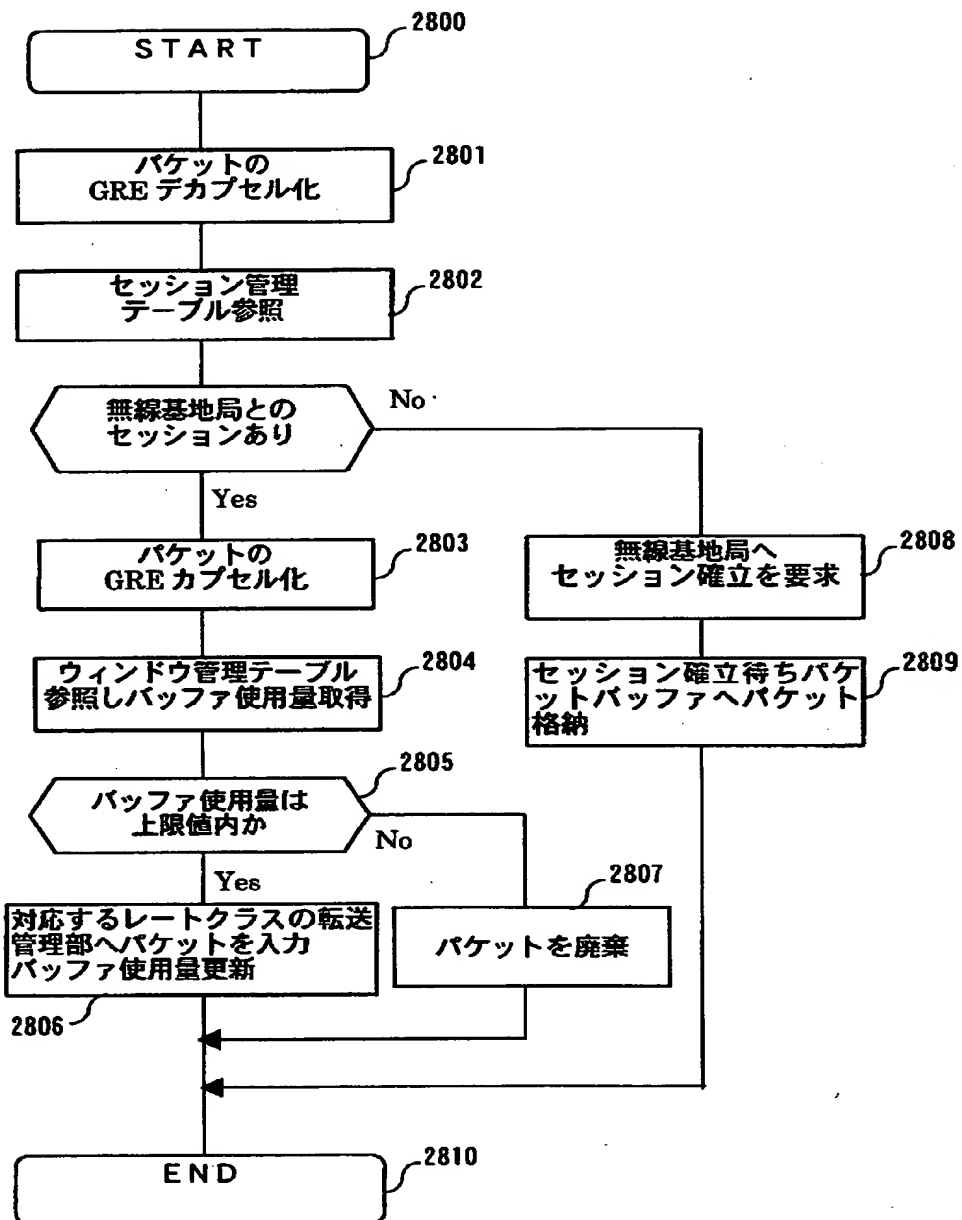 2800
START
2801
パケットの
GRE デカプセル化
2802
セッション管理
テーブル参照
無線基地局との
セッションあり
No
Yes
2803
パケットの
GRE カプセル化
2808
無線基地局へ
セッション確立を要求
2804
ウィンドウ管理テーブル
参照しバッファ使用量取得
2809
セッション確立待ちパケ
ットバッファへパケット
格納
2805
バッファ使用量は
上限値内か
No
Yes
2807
対応するレートクラスの転送
管理部へパケットを入力
バッファ使用量更新
パケットを廃棄
2806
END
2810